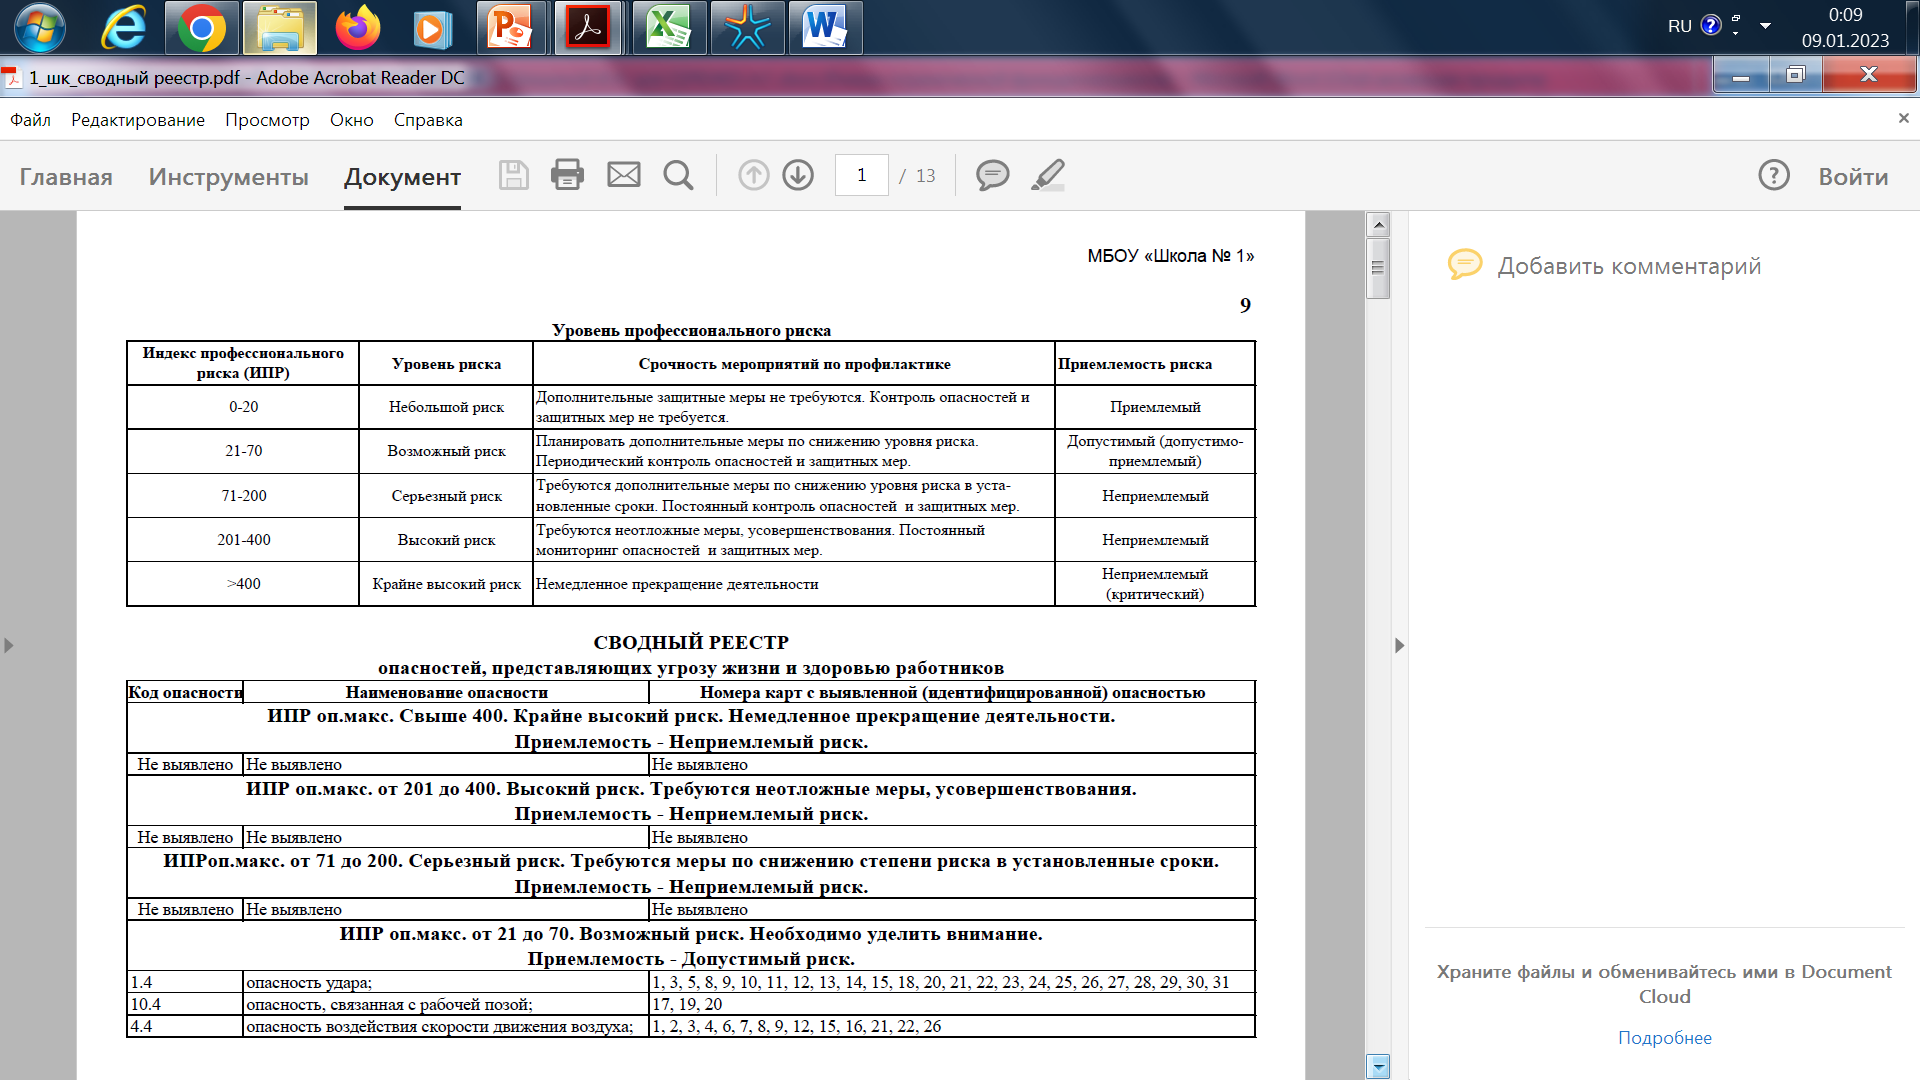 RU
0:09
09.01.2023
1_шк_сводный реестр.pdf - Adobe Acrobat Reader DC
Файл Редактирование Просмотр Окно Справка
Главная Инструменты Документ 1 / 13 Войти
МБОУ «Школа № 1»
9
Уровень профессионального риска
Индекс профессионального
риска (ИПР)
Уровень риска
Срочность мероприятий по профилактике
Приемлемость риска
0-20
Небольшой риск
Дополнительные защитные меры не требуются. Контроль опасностей и
защитных мер не требуется.
Приемлемый
21-70
Возможный риск
Планировать дополнительные меры по снижению уровня риска.
Периодический контроль опасностей и защитных мер.
Допустимый (допустимо-
приемлемый)
71-200
Серьезный риск
Требуются дополнительные меры по снижению уровня риска в уста-
новленные сроки. Постоянный контроль опасностей и защитных мер.
Неприемлемый
201-400
Высокий риск
Требуются неотложные меры, усовершенствования. Постоянный
мониторинг опасностей и защитных мер.
Неприемлемый
>400
Крайне высокий риск
Немедленное прекращение деятельности
Неприемлемый
(критический)
СВОДНЫЙ РЕЕСТР
опасностей, представляющих угрозу жизни и здоровью работников
Код опасности Наименование опасности Номера карт с выявленной (идентифицированной) опасностью
ИПР оп.макс. Свыше 400. Крайне высокий риск. Немедленное прекращение деятельности.
Приемлемость - Неприемлемый риск.
Не выявлено Не выявлено Не выявлено
ИПР оп.макс. от 201 до 400. Высокий риск. Требуются неотложные меры, усовершенствования.
Приемлемость - Неприемлемый риск.
Не выявлено Не выявлено Не выявлено
ИПРоп.макс. от 71 до 200. Серьезный риск. Требуются меры по снижению степени риска в установленные сроки.
Приемлемость - Неприемлемый риск.
Не выявлено Не выявлено Не выявлено
ИПР оп.макс. от 21 до 70. Возможный риск. Необходимо уделить внимание.
Приемлемость - Допустимый риск.
1.4 опасность удара; 1, 3, 5, 8, 9, 10, 11, 12, 13, 14, 15, 18, 20, 21, 22, 23, 24, 25, 26, 27, 28, 29, 30, 31
10.4 опасность, связанная с рабочей позой; 17, 19, 20
4.4 опасность воздействия скорости движения воздуха; 1, 2, 3, 4, 6, 7, 8, 9, 12, 15, 16, 21, 22, 26
Добавить комментарий
Храните файлы и обменивайтесь ими в Document
Cloud
Подробнее